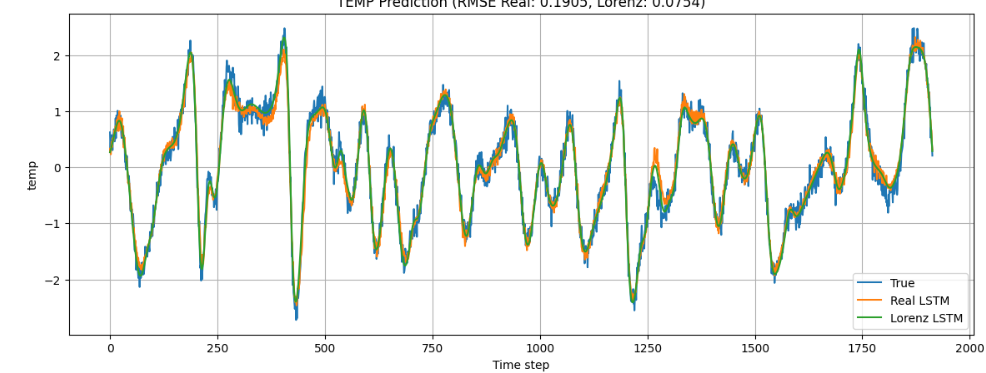 TEMP Prediction (RMSE Real: 0.1905, Lorenz: 0.0754)
2
1
0
−1
−2
temp
0
250
500
750
1000
1250
1500
1750
2000
Time step
True
Real LSTM
Lorenz LSTM